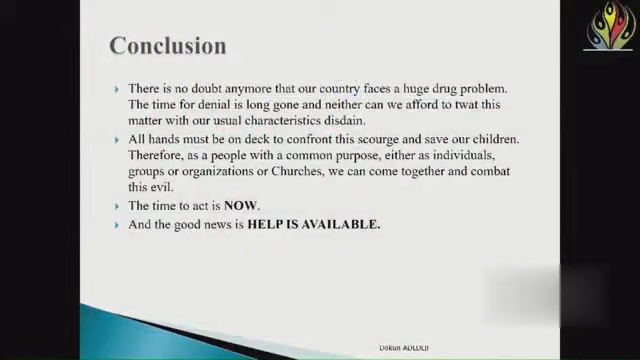 Conclusion
There is no doubt anymore that our country faces a huge drug problem.
The time for denial is long gone and neither can we afford to twat this
matter with our usual characteristics disdain.
All hands must be on deck to confront this scourge and save our children.
Therefore, as a people with a common purpose, either as individuals,
groups or organizations or Churches, we can come together and combat
this evil.
The time to act is NOW.
And the good news is HELP IS AVAILABLE.
Dokun